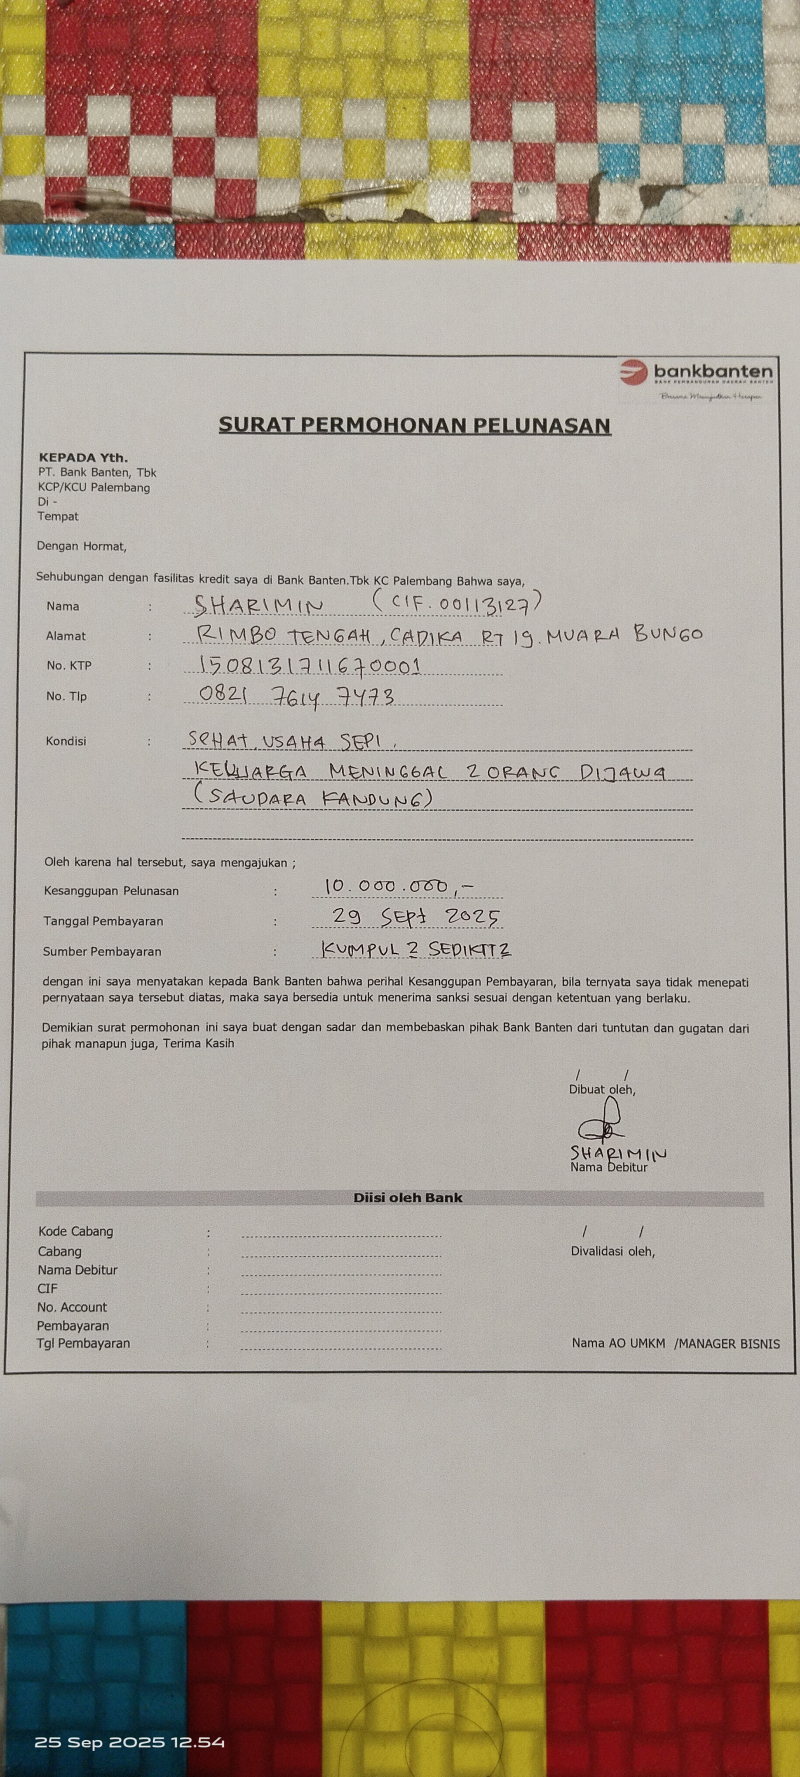 bankbanten
BANK PEMBANGUNAN DAERAH BANTEN
Bersama Mewujudkan Harapan
SURAT PERMOHONAN PELUNASAN
KEPADA Yth.
PT. Bank Banten, Tbk
KCP/KCU Palembang
Di -
Tempat
Dengan Hormat,
Sehubungan dengan fasilitas kredit saya di Bank Banten.Tbk KC Palembang Bahwa saya,
Nama : SHARIMIN (CIF. 00113127)
Alamat : RIMBO TENGAH, CADIKA RT 19. MUARA BUNGO
No. KTP : 1508131711670001
No. Tlp : 0821 7614 7473
Kondisi : SEHAT, USAHA SEPI.
KELUARGA MENINGGAL 2 ORANG DIJAWA
(SAUDARA KANDUNG)
Oleh karena hal tersebut, saya mengajukan ;
Kesanggupan Pelunasan : 10.000.000,-
Tanggal Pembayaran : 29 SEPT 2025
Sumber Pembayaran : KUMPUL2 SEDIKIT2
dengan ini saya menyatakan kepada Bank Banten bahwa perihal Kesanggupan Pembayaran, bila ternyata saya tidak menepati
pernyataan saya tersebut diatas, maka saya bersedia untuk menerima sanksi sesuai dengan ketentuan yang berlaku.
Demikian surat permohonan ini saya buat dengan sadar dan membebaskan pihak Bank Banten dari tuntutan dan gugatan dari
pihak manapun juga, Terima Kasih
/ /
Dibuat oleh,
SHARIMIN
Nama Debitur
Diisi oleh Bank
Kode Cabang : / /
Cabang : Divalidasi oleh,
Nama Debitur :
CIF :
No. Account :
Pembayaran :
Tgl Pembayaran : Nama AO UMKM /MANAGER BISNIS
25 Sep 2025 12.54